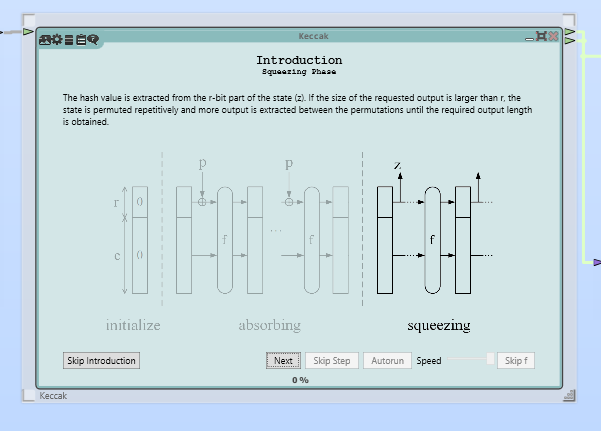 Keccak
Introduction
Squeezing Phase
The hash value is extracted from the r-bit part of the state (z). If the size of the requested output is larger than r, the
state is permuted repetitively and more output is extracted between the permutations until the required output length
is obtained.
p p z
r 0
f f f
...
c 0
initialize absorbing squeezing
Skip Introduction Next Skip Step Autorun Speed Skip f
0 %
Keccak